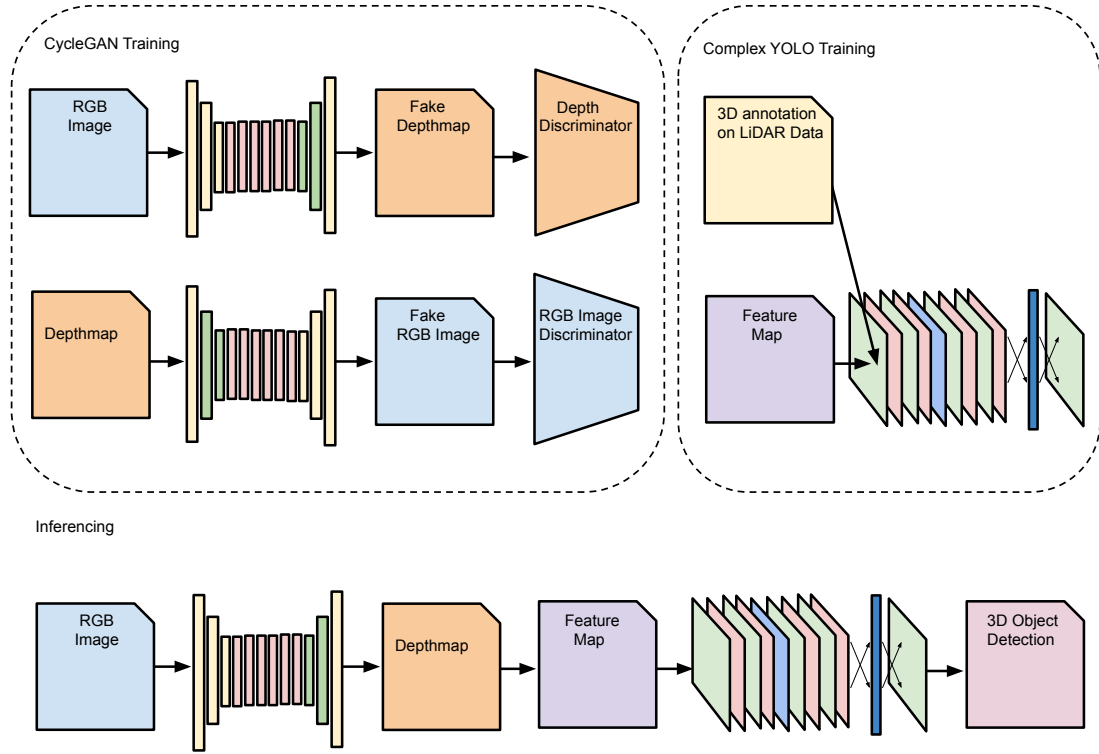 CycleGAN Training
RGB
Image
Fake
Depthmap
Depth
Discriminator
Depthmap
Fake
RGB Image
RGB Image
Discriminator
Complex YOLO Training
3D annotation
on LiDAR Data
Feature
Map
Inferencing
RGB
Image
Depthmap
Feature
Map
3D Object
Detection